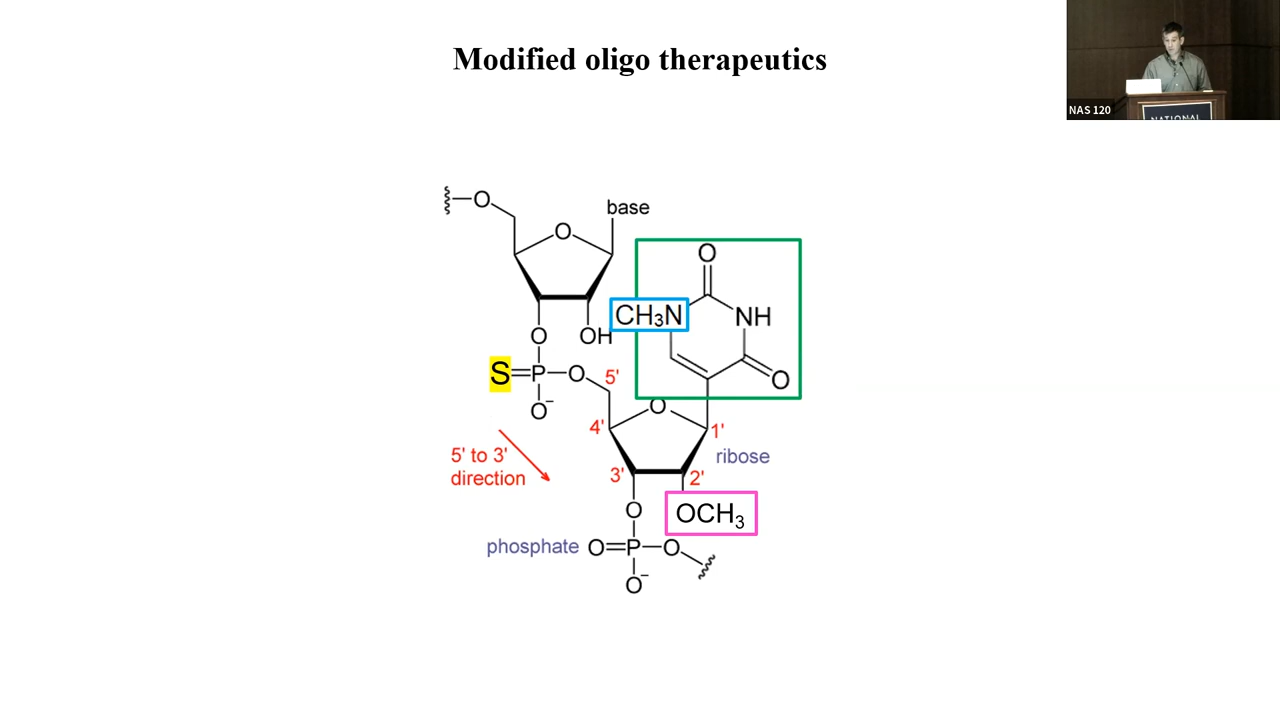 Modified oligo therapeutics
NAS 120
NATIONAL
O
base
O
O
CH₃N
NH
O
OH
S=P—O
5'
O
O⁻
O
4'
1'
5' to 3'
direction
ribose
3'
2'
O
OCH₃
phosphate
O=P—O
O⁻